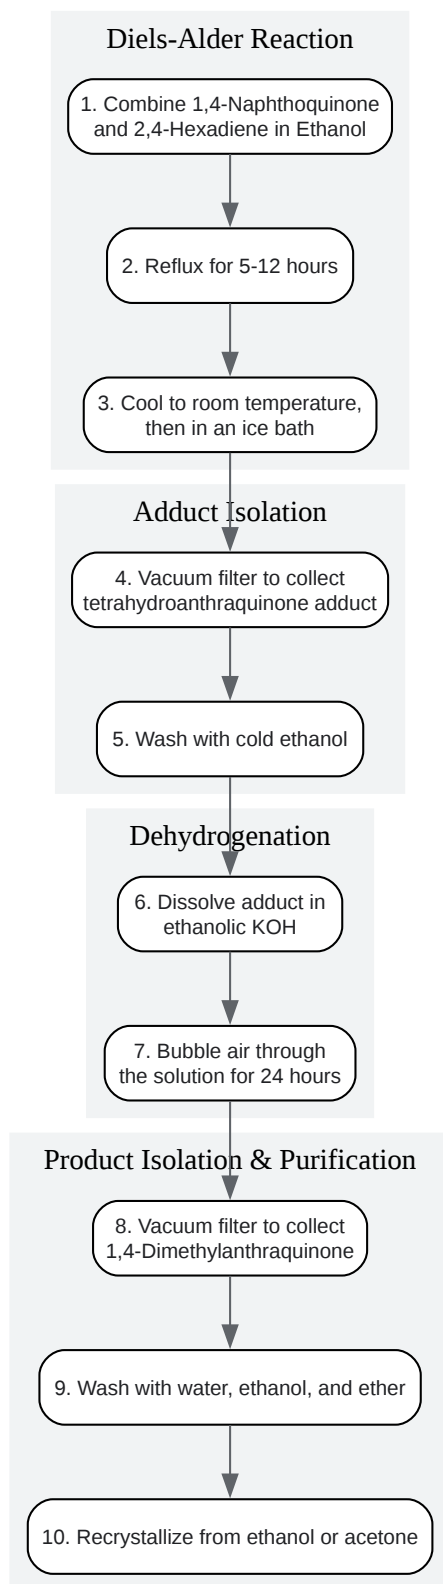 Diels-Alder Reaction
1. Combine 1,4-Naphthoquinone
and 2,4-Hexadiene in Ethanol
2. Reflux for 5-12 hours
3. Cool to room temperature,
then in an ice bath
Adduct Isolation
4. Vacuum filter to collect
tetrahydroanthraquinone adduct
5. Wash with cold ethanol
Dehydrogenation
6. Dissolve adduct in
ethanolic KOH
7. Bubble air through
the solution for 24 hours
Product Isolation & Purification
8. Vacuum filter to collect
1,4-Dimethylanthraquinone
9. Wash with water, ethanol, and ether
10. Recrystallize from ethanol or acetone